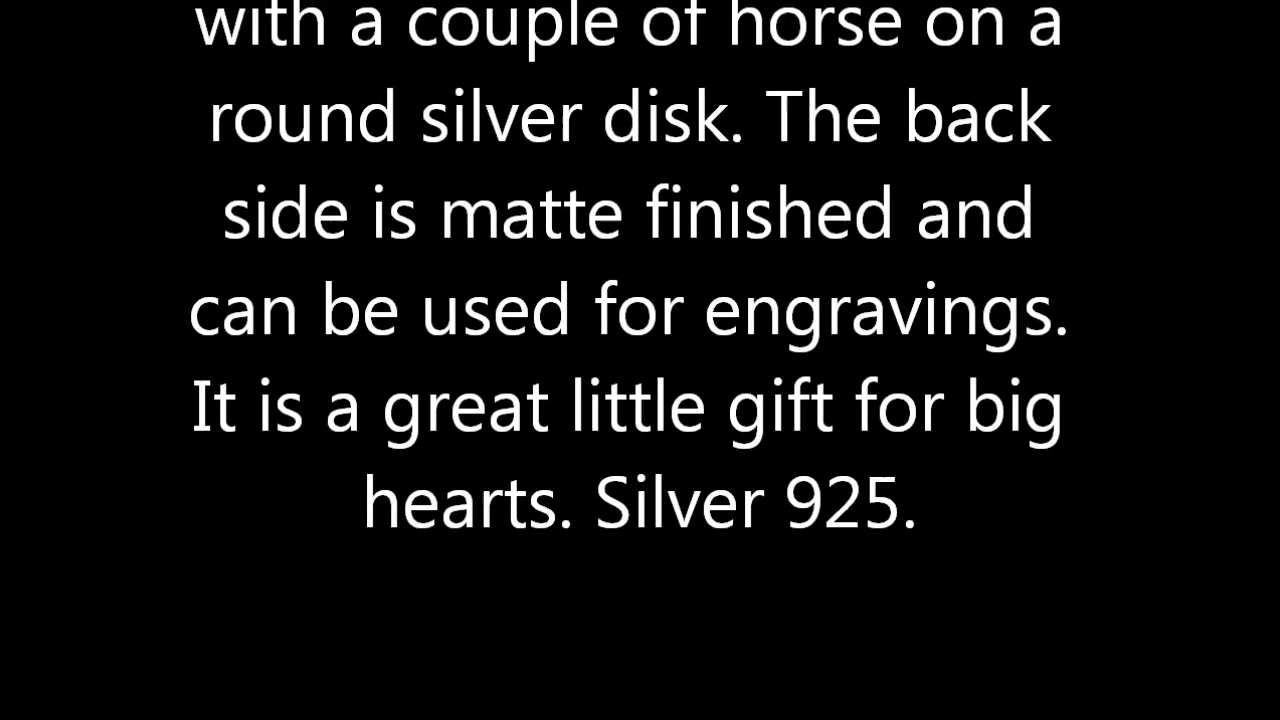 with a couple of horse on a
round silver disk. The back
side is matte finished and
can be used for engravings.
It is a great little gift for big
hearts. Silver 925.